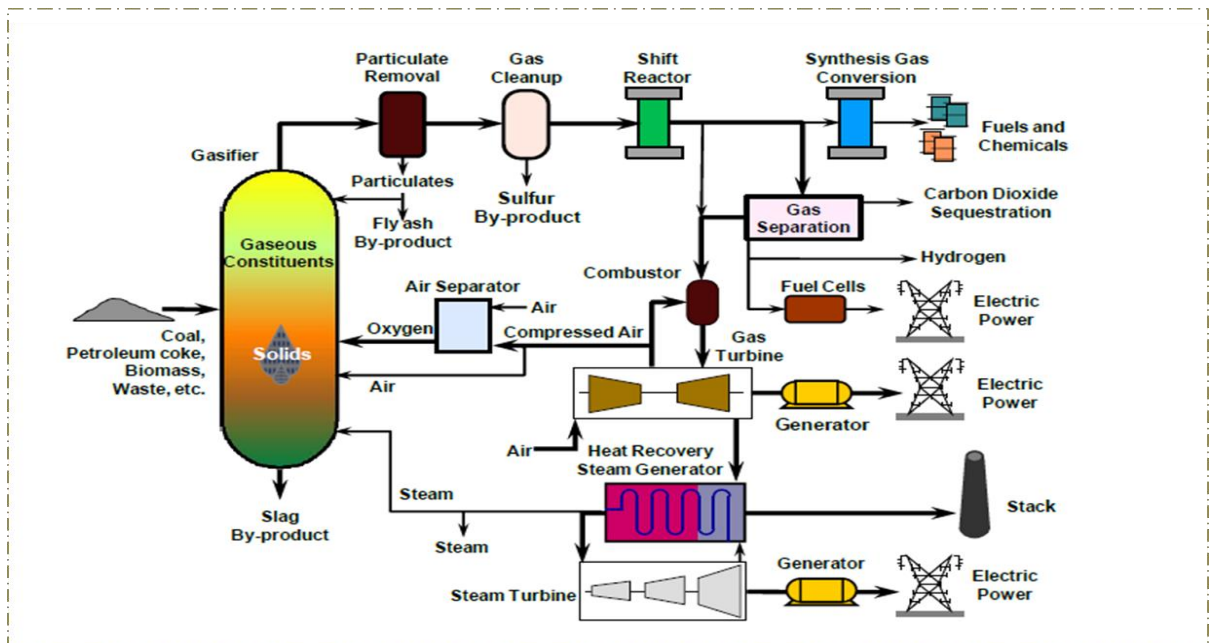 Particulate
Removal
Gas
Cleanup
Shift
Reactor
Synthesis Gas
Conversion
Fuels and
Chemicals
Gasifier
Particulates
Fly ash
By-product
Sulfur
By-product
Gas
Separation
Carbon Dioxide
Sequestration
Hydrogen
Gaseous
Constituents
Combustor
Fuel Cells
Electric
Power
Air Separator
Air
Oxygen
Compressed Air
Coal,
Petroleum coke,
Biomass,
Waste, etc.
Solids
Air
Gas
Turbine
Electric
Power
Generator
Air
Heat Recovery
Steam Generator
Steam
Steam
Stack
Slag
By-product
Steam Turbine
Generator
Electric
Power